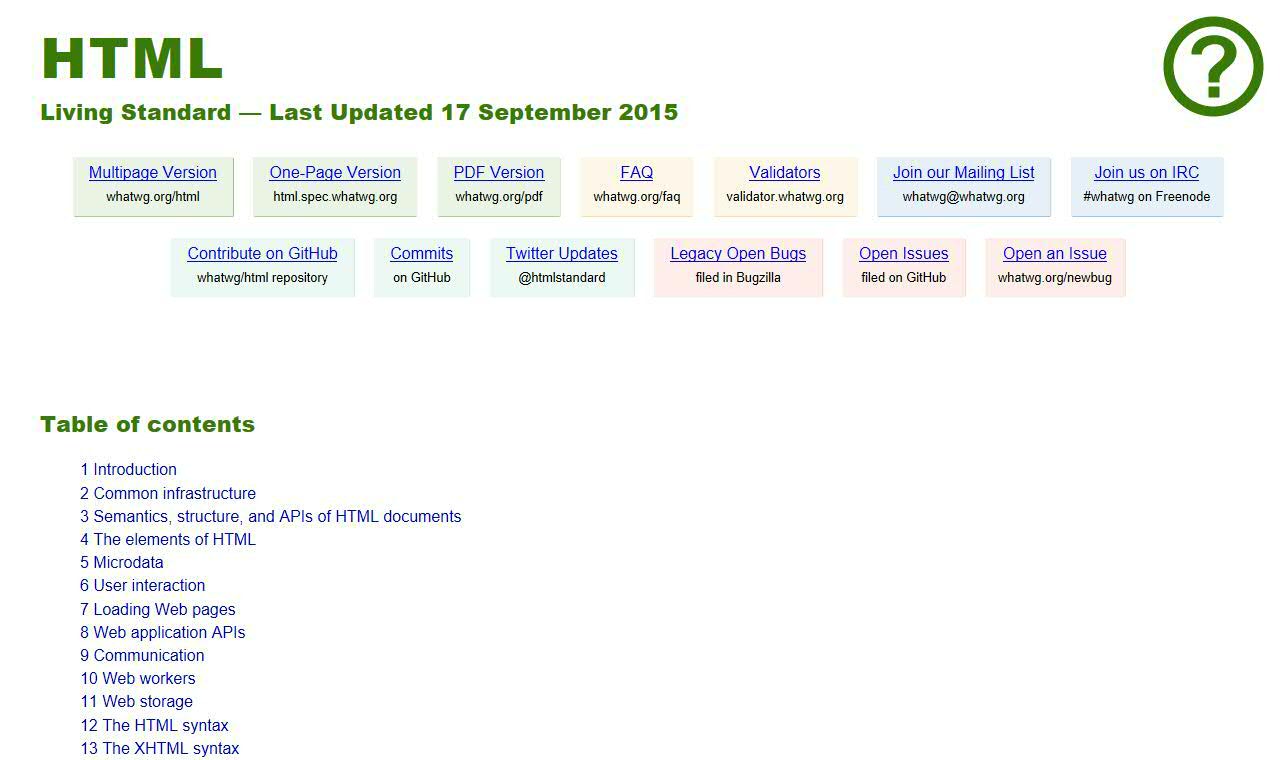 HTML
Living Standard — Last Updated 17 September 2015
Multipage Version One-Page Version PDF Version FAQ Validators Join our Mailing List Join us on IRC
whatwg.org/html html.spec.whatwg.org whatwg.org/pdf whatwg.org/faq validator.whatwg.org whatwg@whatwg.org #whatwg on Freenode
Contribute on GitHub Commits Twitter Updates Legacy Open Bugs Open Issues Open an Issue
whatwg/html repository on GitHub @htmlstandard filed in Bugzilla filed on GitHub whatwg.org/newbug
Table of contents
1 Introduction
2 Common infrastructure
3 Semantics, structure, and APIs of HTML documents
4 The elements of HTML
5 Microdata
6 User interaction
7 Loading Web pages
8 Web application APIs
9 Communication
10 Web workers
11 Web storage
12 The HTML syntax
13 The XHTML syntax